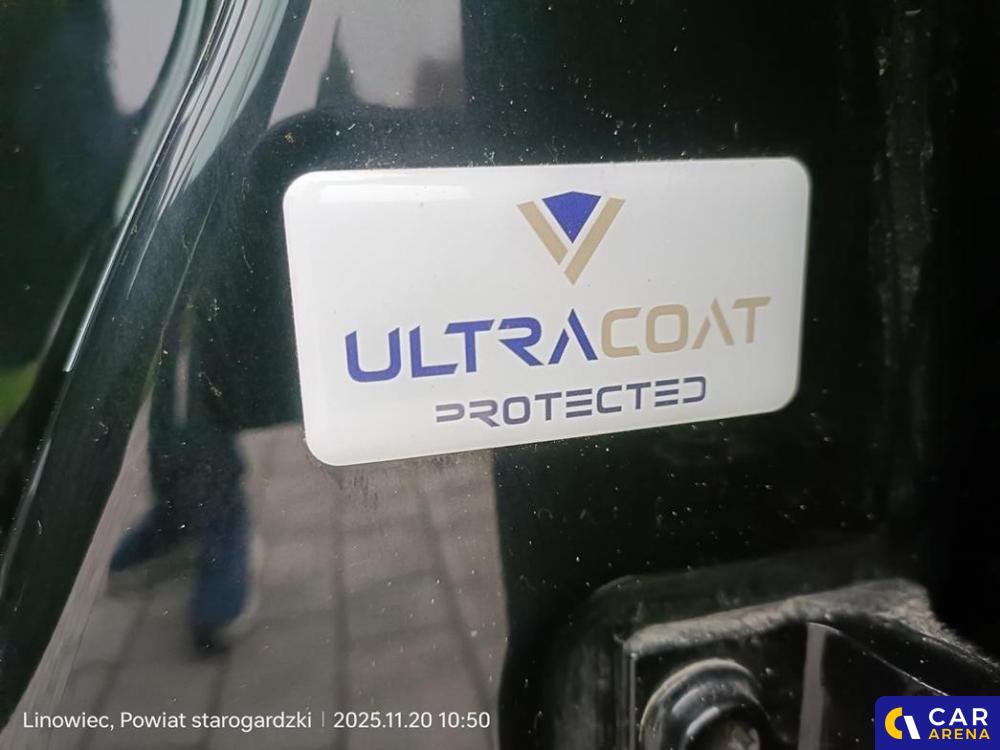 ULTRACOAT
PROTECTED
Linowiec, Powiat starogardzki | 2025.11.20 10:50
CAR
ARENA